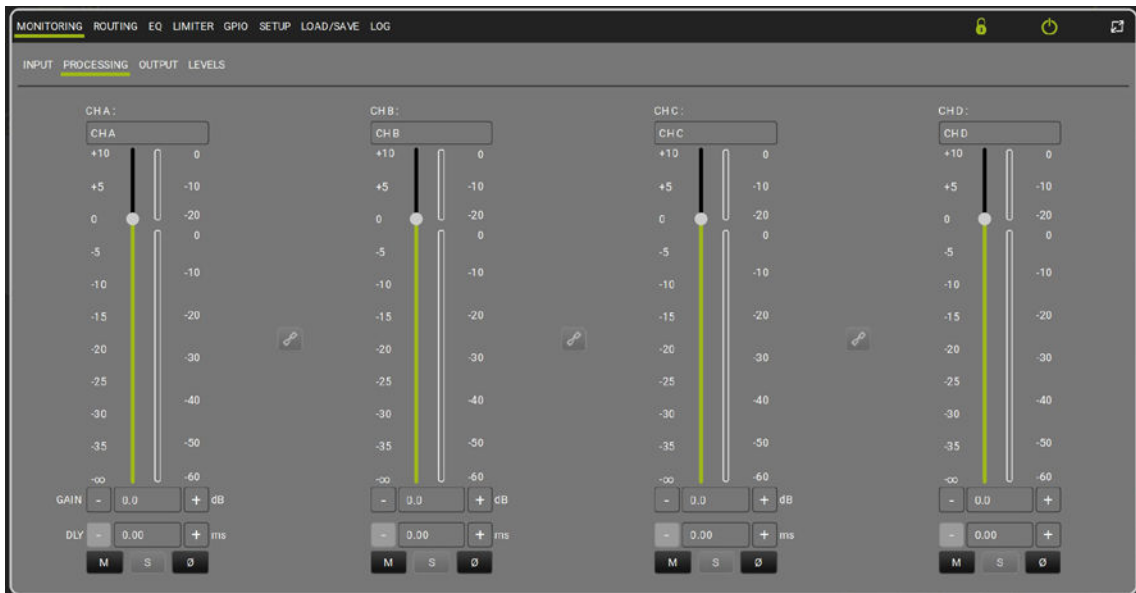 MONITORING ROUTING EQ LIMITER GPIO SETUP LOAD/SAVE LOG
INPUT PROCESSING OUTPUT LEVELS
CH A: CH B: CH C: CH D:
CH A CH B CH C CH D
+10 0 +10 0 +10 0 +10 0
+5 -10 +5 -10 +5 -10 +5 -10
0 -20 0 -20 0 -20 0 -20
0 0 0 0
-5 -5 -5 -5
-10 -10 -10 -10
-10 -10 -10 -10
-15 -20 -15 -20 -15 -20 -15 -20
-20 -30 -20 -30 -20 -30 -20 -30
-25 -25 -25 -25
-40 -40 -40 -40
-30 -30 -30 -30
-35 -50 -35 -50 -35 -50 -35 -50
-∞ -60 -∞ -60 -∞ -60 -∞ -60
GAIN - 0.0 + dB - 0.0 + dB - 0.0 + dB - 0.0 +
DLY - 0.00 + ms - 0.00 + ms - 0.00 + ms - 0.00 +
M S Ø M S Ø M S Ø M S Ø